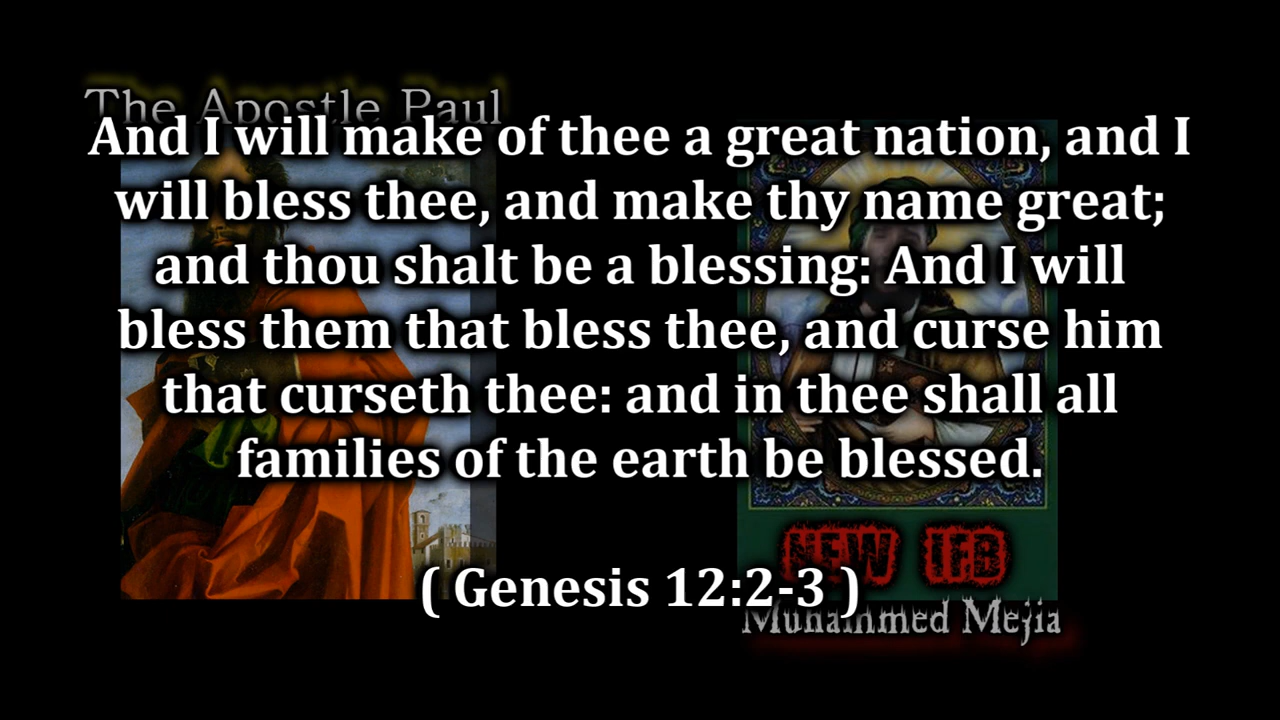 The Apostle Paul
And I will make of thee a great nation, and I
will bless thee, and make thy name great;
and thou shalt be a blessing: And I will
bless them that bless thee, and curse him
that curseth thee: and in thee shall all
families of the earth be blessed.
NEW IFB
( Genesis 12:2-3 )
Muhammed Mejia